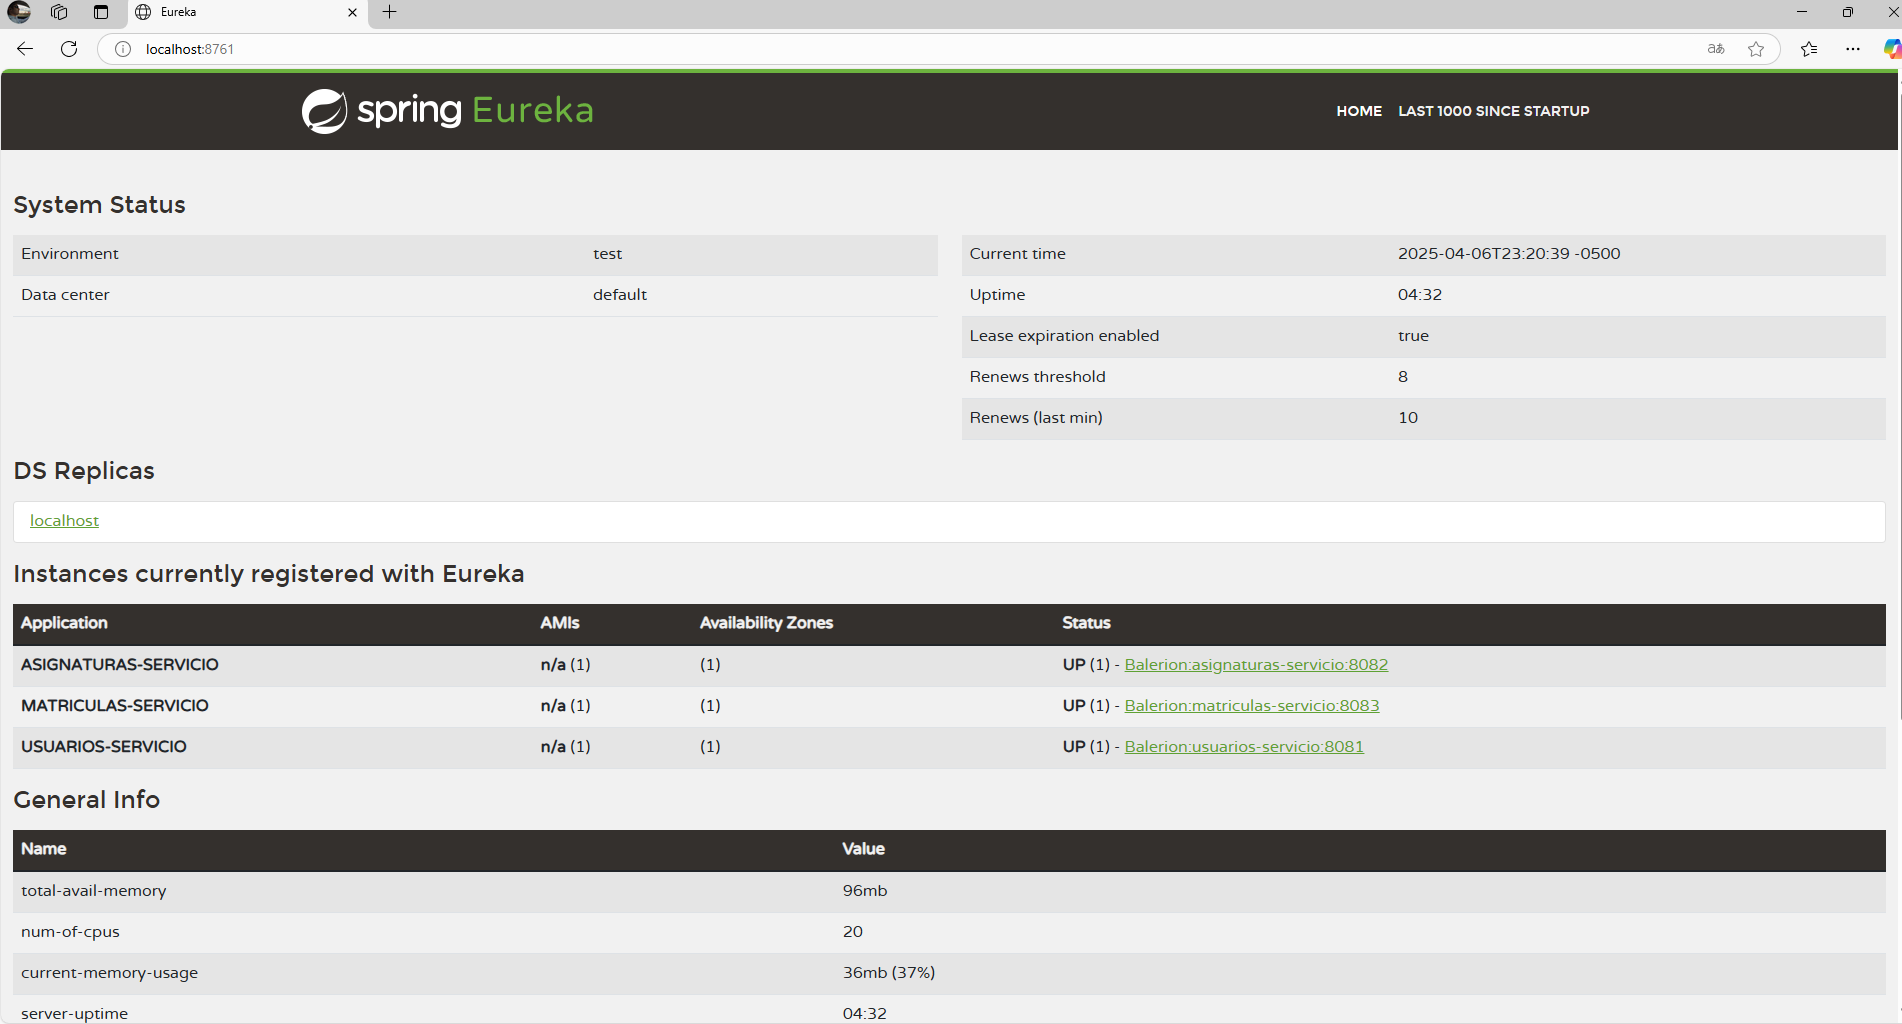 Eureka
localhost:8761
spring Eureka
HOME LAST 1000 SINCE STARTUP
System Status
Environment test
Data center default
Current time 2025-04-06T23:20:39 -0500
Uptime 04:32
Lease expiration enabled true
Renews threshold 8
Renews (last min) 10
DS Replicas
localhost
Instances currently registered with Eureka
Application AMIs Availability Zones Status
ASIGNATURAS-SERVICIO n/a (1) (1) UP (1) - Balerion:asignaturas-servicio:8082
MATRICULAS-SERVICIO n/a (1) (1) UP (1) - Balerion:matriculas-servicio:8083
USUARIOS-SERVICIO n/a (1) (1) UP (1) - Balerion:usuarios-servicio:8081
General Info
Name Value
total-avail-memory 96mb
num-of-cpus 20
current-memory-usage 36mb (37%)
server-uptime 04:32